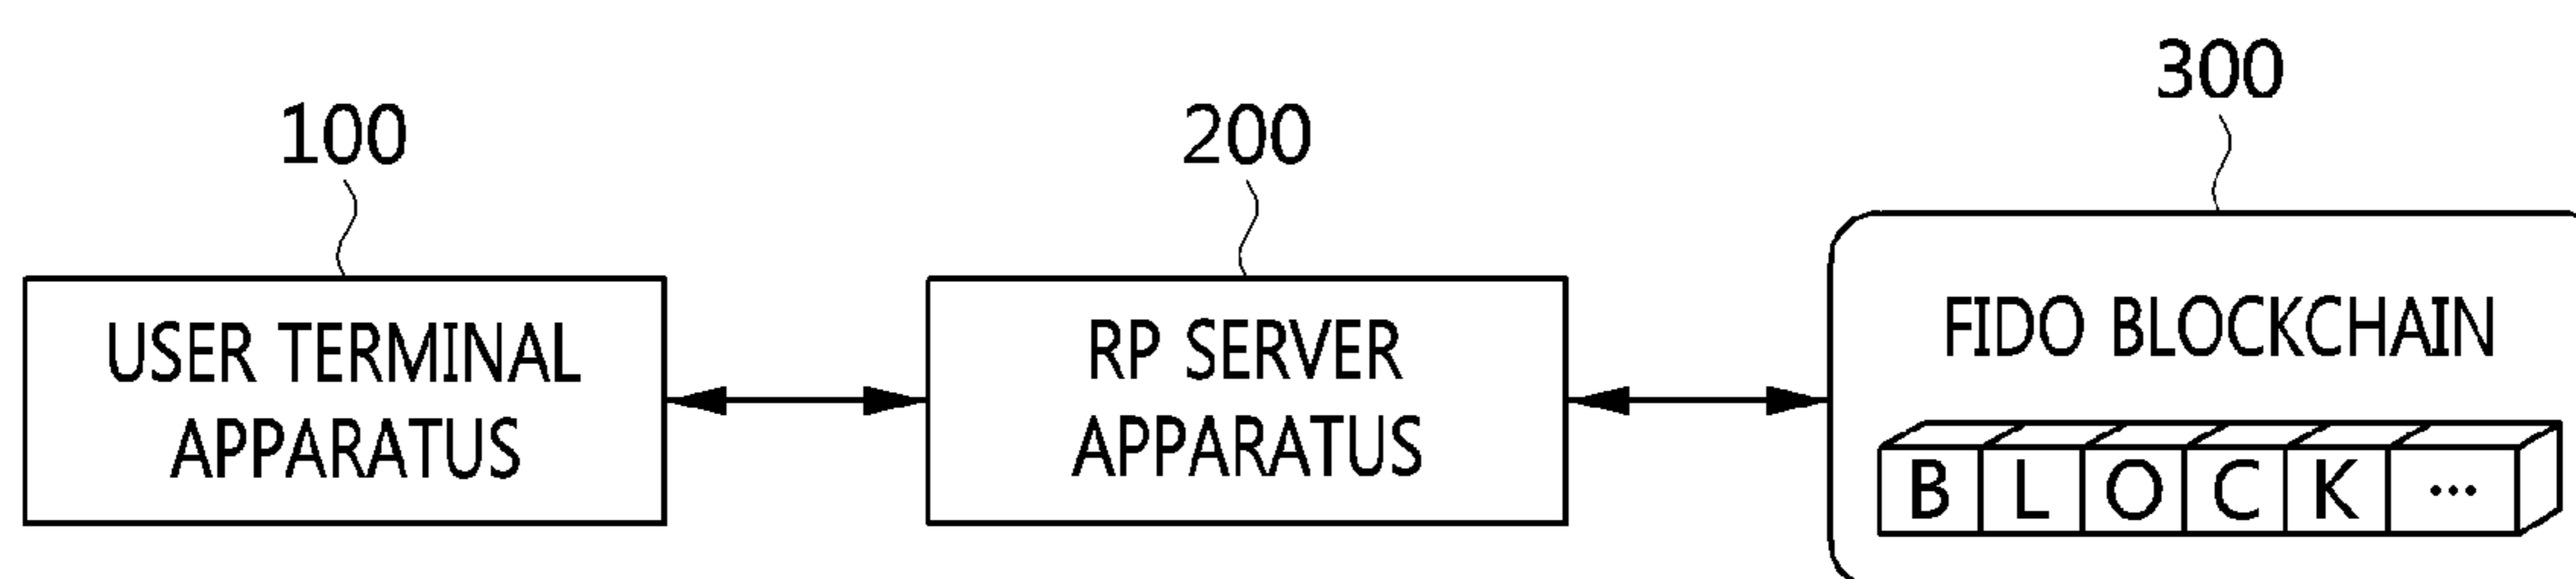 300
100
200
USER TERMINAL
APPARATUS
RP SERVER
APPARATUS
FIDO BLOCKCHAIN
B L O C K ...